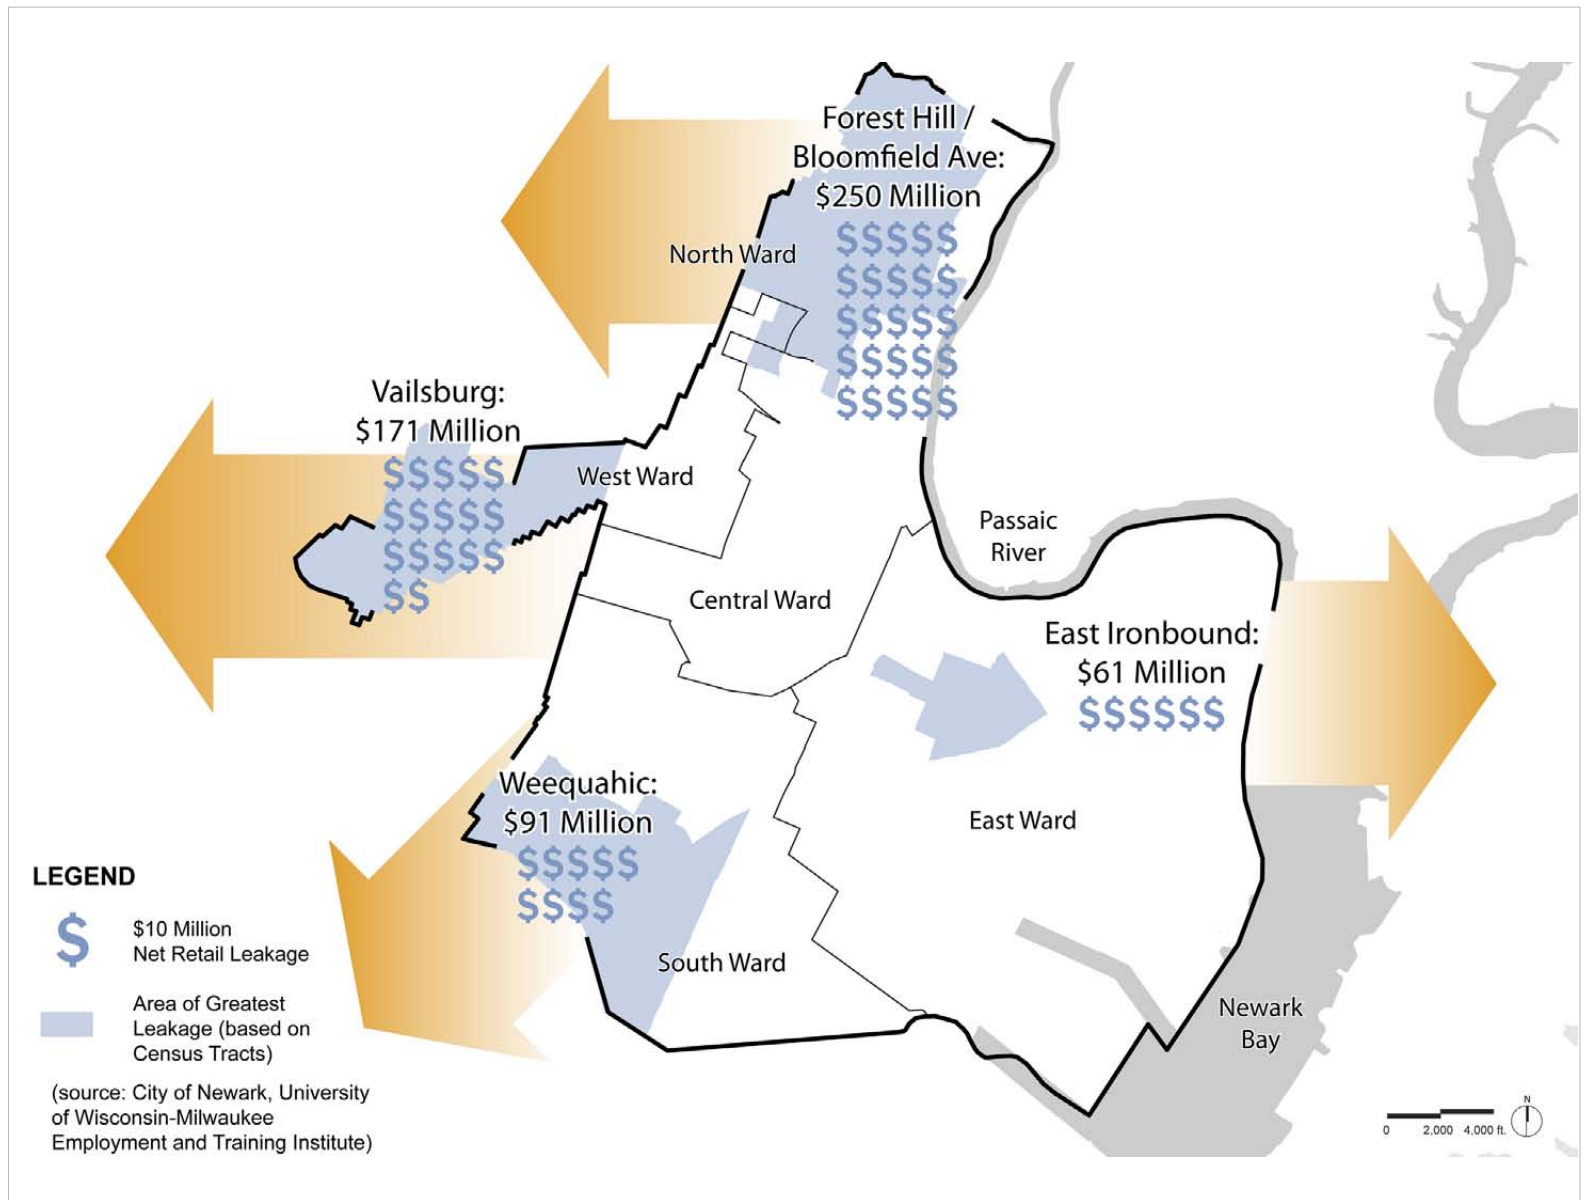 Forest Hill /
Bloomfield Ave:
$250 Million
$$$$$
$$$$$
$$$$$
$$$$$
$$$$$
North Ward
Vailsburg:
$171 Million
$$$$$
$$$$$
$$$$$
$$
West Ward
Passaic
River
Central Ward
East Ironbound:
$61 Million
$$$$$$
Weequahic:
$91 Million
$$$$$
$$$$
East Ward
South Ward
Newark
Bay
LEGEND
$
$10 Million
Net Retail Leakage
Area of Greatest
Leakage (based on
Census Tracts)
(source: City of Newark, University
of Wisconsin-Milwaukee
Employment and Training Institute)
N
0 2,000 4,000 ft.